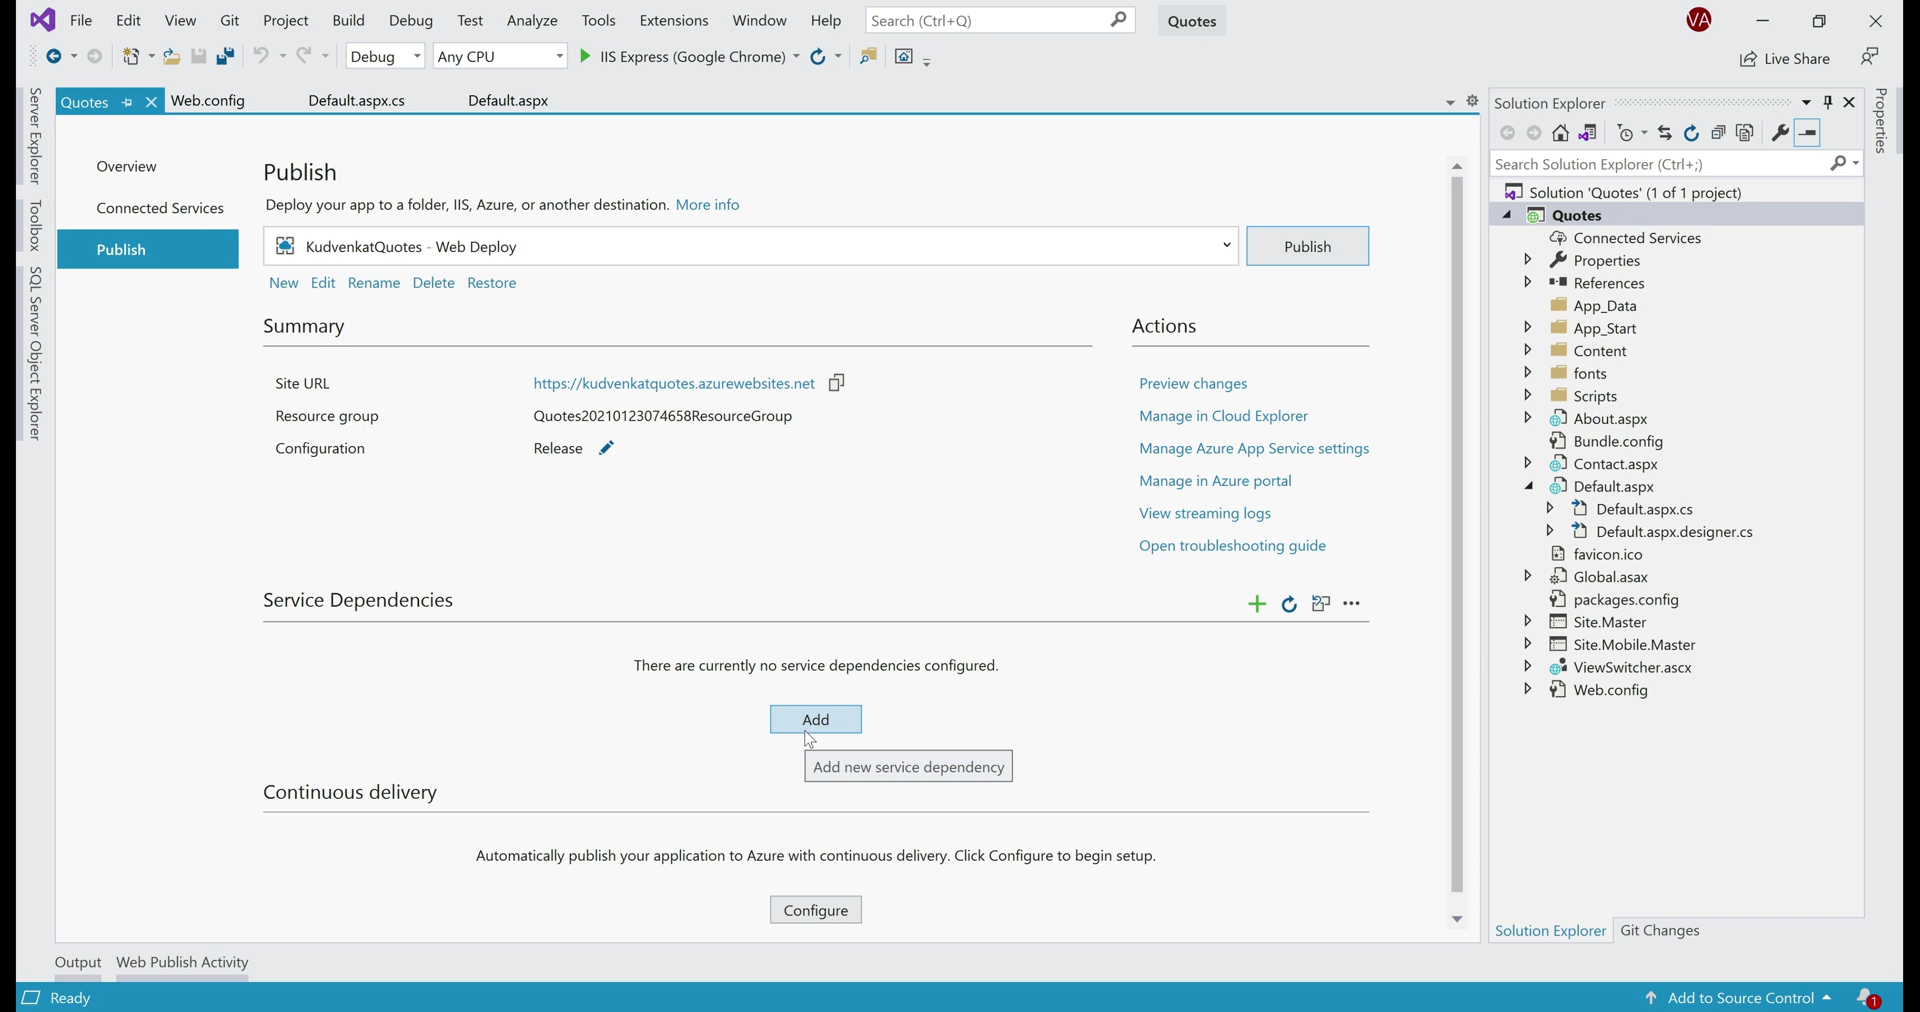 File Edit View Git Project Build Debug Test Analyze Tools Extensions Window Help Search (Ctrl+Q) Quotes VA
Debug Any CPU IIS Express (Google Chrome) Live Share
Quotes Web.config Default.aspx.cs Default.aspx
Server Explorer
Toolbox
SQL Server Object Explorer
Overview
Connected Services
Publish
Publish
Deploy your app to a folder, IIS, Azure, or another destination. More info
KudvenkatQuotes - Web Deploy Publish
New Edit Rename Delete Restore
Summary
Site URL https://kudvenkatquotes.azurewebsites.net
Resource group Quotes20210123074658ResourceGroup
Configuration Release
Actions
Preview changes
Manage in Cloud Explorer
Manage Azure App Service settings
Manage in Azure portal
View streaming logs
Open troubleshooting guide
Service Dependencies
There are currently no service dependencies configured.
Add
Add new service dependency
Continuous delivery
Automatically publish your application to Azure with continuous delivery. Click Configure to begin setup.
Configure
Solution Explorer
Search Solution Explorer (Ctrl+;)
Solution 'Quotes' (1 of 1 project)
Quotes
Connected Services
Properties
References
App_Data
App_Start
Content
fonts
Scripts
About.aspx
Bundle.config
Contact.aspx
Default.aspx
Default.aspx.cs
Default.aspx.designer.cs
favicon.ico
Global.asax
packages.config
Site.Master
Site.Mobile.Master
ViewSwitcher.ascx
Web.config
Solution Explorer Git Changes
Properties
Output Web Publish Activity
Ready Add to Source Control 1